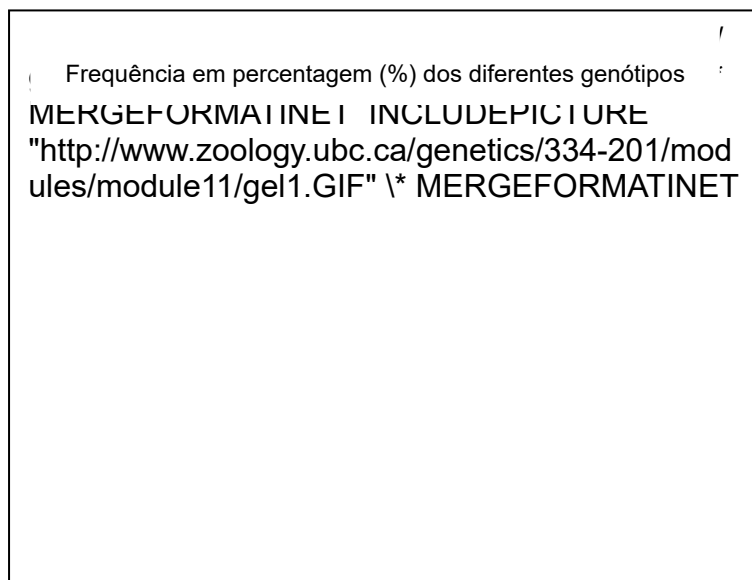 Frequência em percentagem (%) dos diferentes genótipos
MERGEFORMATINET INCLUDEPICTURE
"http://www.zoology.ubc.ca/genetics/334-201/mod
ules/module11/gel1.GIF" \* MERGEFORMATINET